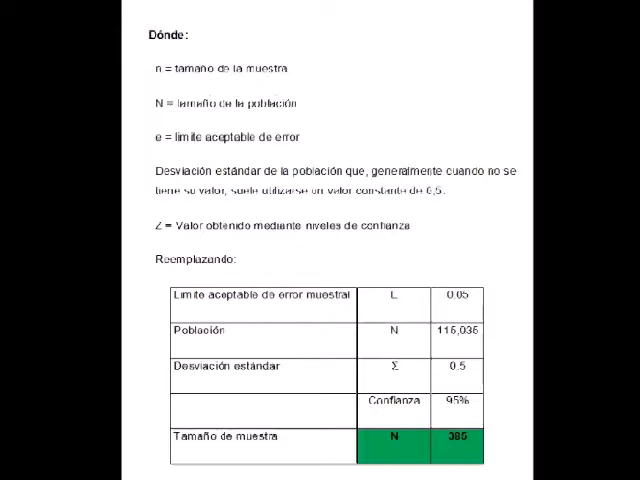 Dónde:
n = tamaño de la muestra
N = tamaño de la población
e = limite aceptable de error
Desviación estándar de la población que, generalmente cuando no se
tiene su valor, suele utilizarse un valor constante de 0,5.
Z = Valor obtenido mediante niveles de confianza
Reemplazando:
Limite aceptable de error muestral E 0.05
Población N 115,035
Desviación estándar Σ 0.5
Confianza 95%
Tamaño de muestra N 385